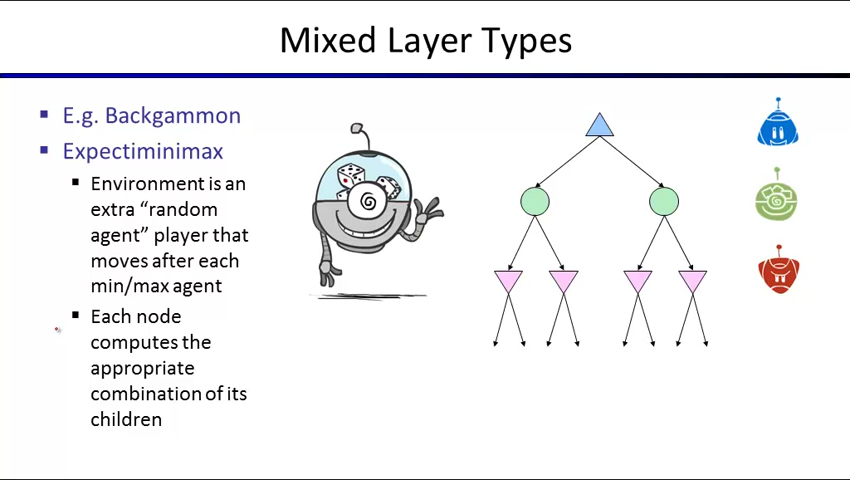 Mixed Layer Types
E.g. Backgammon
Expectiminimax
Environment is an
extra “random
agent” player that
moves after each
min/max agent
Each node
computes the
appropriate
combination of its
children